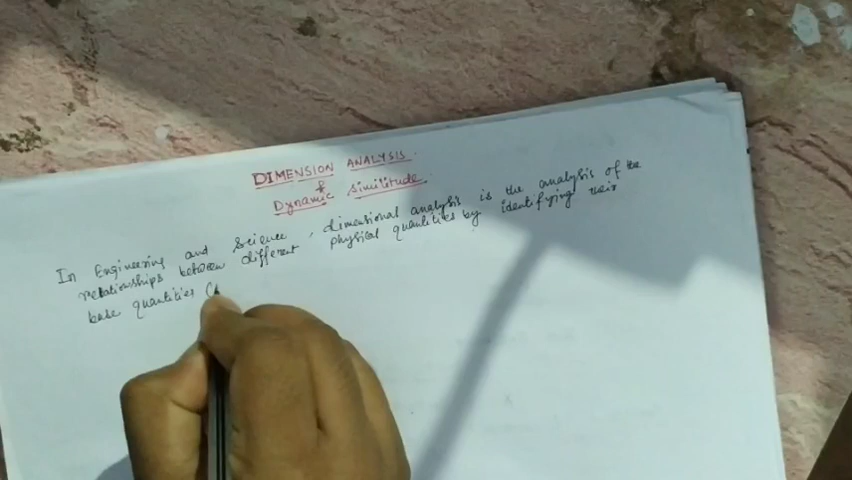 DIMENSION ANALYSIS
&
Dynamic Similitude
In Engineering and Science, dimensional analysis is the analysis of the
relationships between different physical quantities by identifying their
base quantities (